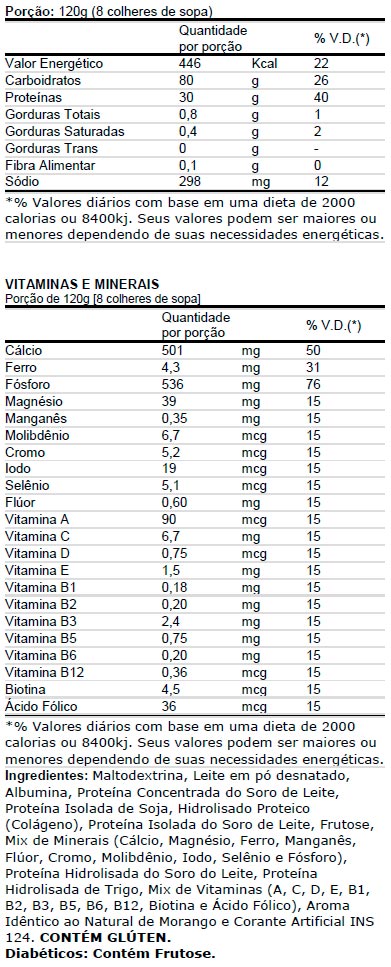 Porção: 120g (8 colheres de sopa)
Quantidade por porção % V.D.(*)
Valor Energético 446 Kcal 22
Carboidratos 80 g 26
Proteínas 30 g 40
Gorduras Totais 0,8 g 1
Gorduras Saturadas 0,4 g 2
Gorduras Trans 0 g -
Fibra Alimentar 0,1 g 0
Sódio 298 mg 12
*% Valores diários com base em uma dieta de 2000
calorias ou 8400kj. Seus valores podem ser maiores ou
menores dependendo de suas necessidades energéticas.
VITAMINAS E MINERAIS
Porção de 120g [8 colheres de sopa]
Quantidade por porção % V.D.(*)
Cálcio 501 mg 50
Ferro 4,3 mg 31
Fósforo 536 mg 76
Magnésio 39 mg 15
Manganês 0,35 mg 15
Molibdênio 6,7 mcg 15
Cromo 5,2 mcg 15
Iodo 19 mcg 15
Selênio 5,1 mcg 15
Flúor 0,60 mg 15
Vitamina A 90 mcg 15
Vitamina C 6,7 mg 15
Vitamina D 0,75 mcg 15
Vitamina E 1,5 mg 15
Vitamina B1 0,18 mg 15
Vitamina B2 0,20 mg 15
Vitamina B3 2,4 mg 15
Vitamina B5 0,75 mg 15
Vitamina B6 0,20 mg 15
Vitamina B12 0,36 mcg 15
Biotina 4,5 mcg 15
Ácido Fólico 36 mcg 15
*% Valores diários com base em uma dieta de 2000
calorias ou 8400kj. Seus valores podem ser maiores ou
menores dependendo de suas necessidades energéticas.
Ingredientes: Maltodextrina, Leite em pó desnatado,
Albumina, Proteína Concentrada do Soro de Leite,
Proteína Isolada de Soja, Hidrolisado Proteico
(Colágeno), Proteína Isolada do Soro de Leite, Frutose,
Mix de Minerais (Cálcio, Magnésio, Ferro, Manganês,
Flúor, Cromo, Molibdênio, Iodo, Selênio e Fósforo),
Proteína Hidrolisada do Soro do Leite, Proteína
Hidrolisada de Trigo, Mix de Vitaminas (A, C, D, E, B1,
B2, B3, B5, B6, B12, Biotina e Ácido Fólico), Aroma
Idêntico ao Natural de Morango e Corante Artificial INS
124. CONTÉM GLÚTEN.
Diabéticos: Contém Frutose.